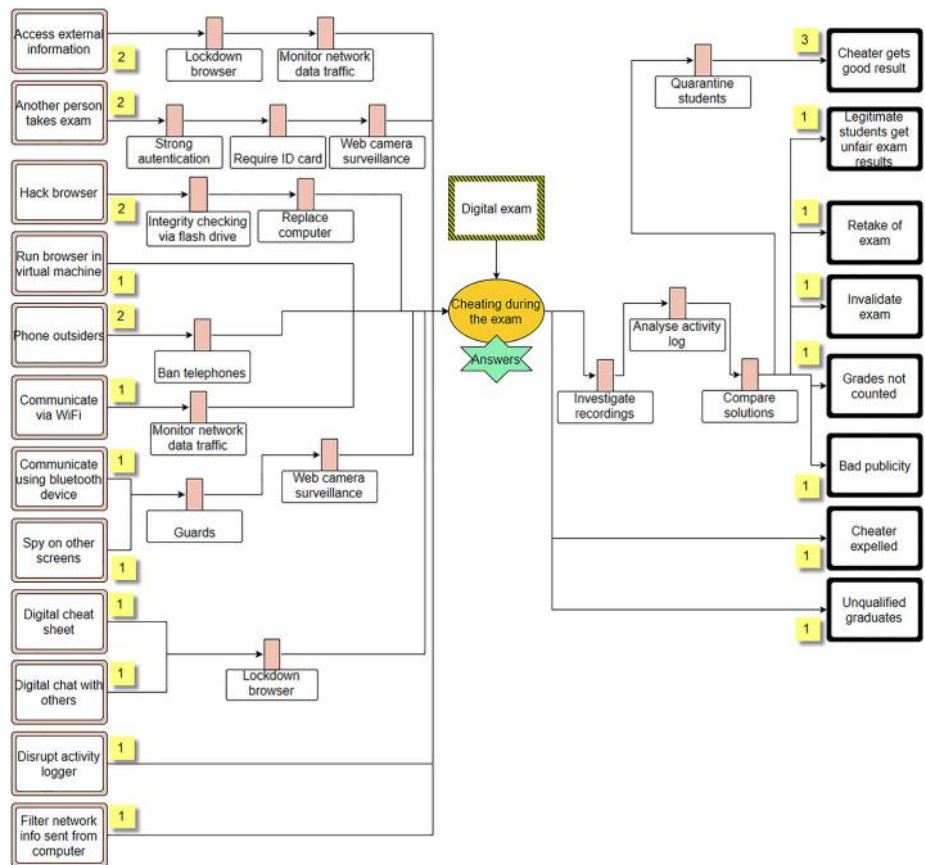 Access external
information
2
Lockdown
browser
Monitor network
data traffic
Another person
takes exam
2
Strong
autentication
Require ID card
Web camera
surveillance
Hack browser
2
Integrity checking
via flash drive
Replace
computer
Run browser in
virtual machine
1
Phone outsiders
2
Ban telephones
Communicate
via WiFi
1
Monitor network
data traffic
Communicate
using bluetooth
device
1
Guards
Web camera
surveillance
Spy on other
screens
1
Digital cheat
sheet
1
Digital chat with
others
1
Lockdown
browser
Disrupt activity
logger
1
Filter network
info sent from
computer
1
Digital exam
Cheating during
the exam
Answers
Investigate
recordings
Analyse activity
log
Compare
solutions
Quarantine
students
3
Cheater gets
good result
1
Legitimate
students get
unfair exam
results
1
Retake of
exam
1
Invalidate
exam
1
Grades not
counted
Bad publicity
1
Cheater
expelled
1
Unqualified
graduates
1